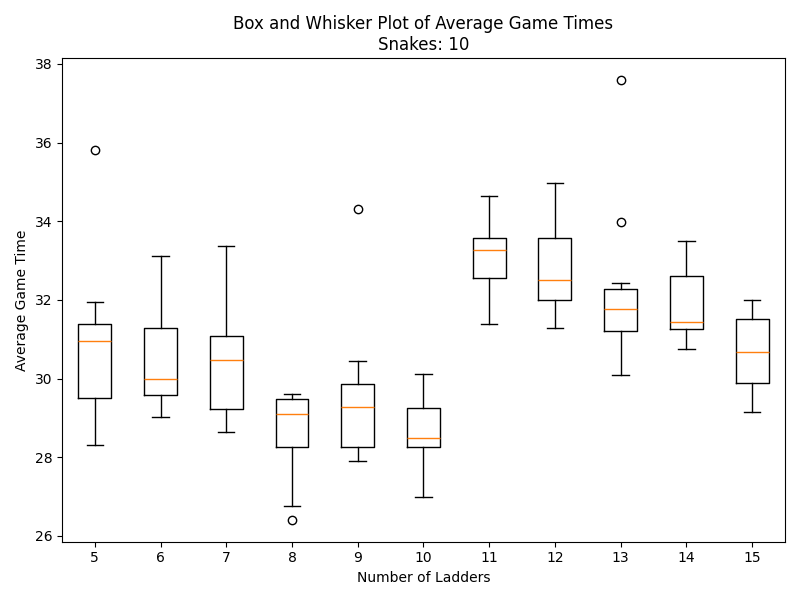 Box and Whisker Plot of Average Game Times
Snakes: 10
38
36
34
32
30
28
26
Average Game Time
5 6 7 8 9 10 11 12 13 14 15
Number of Ladders